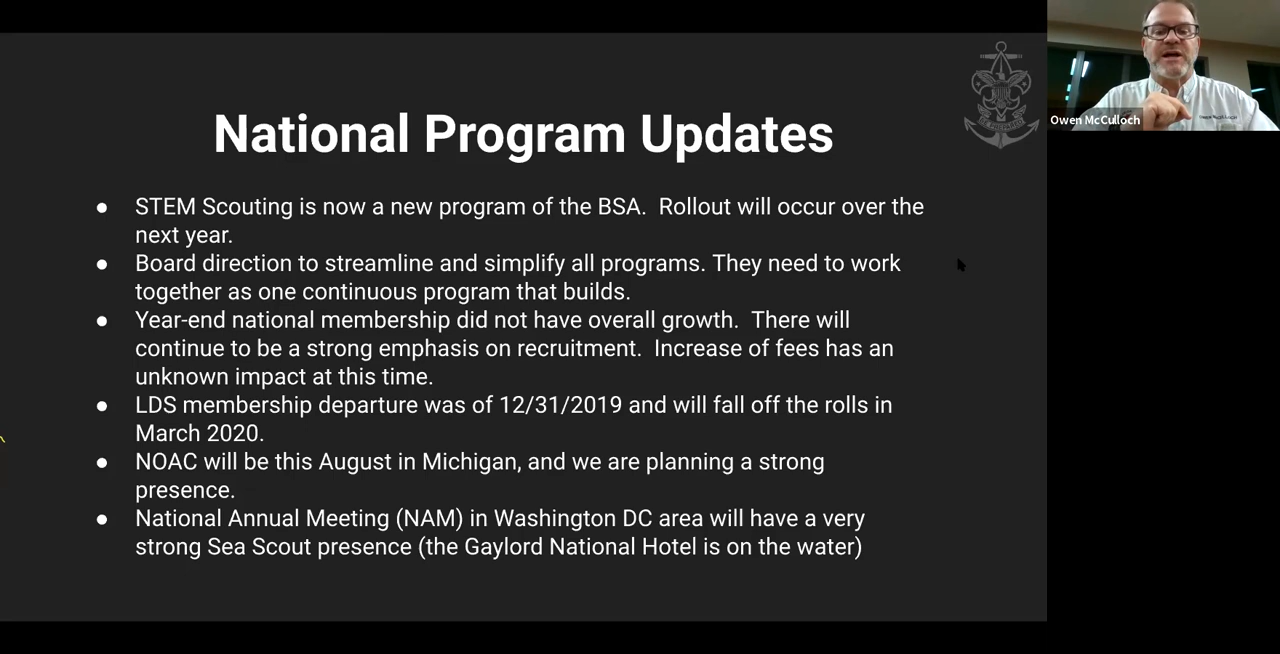 National Program Updates
● STEM Scouting is now a new program of the BSA.  Rollout will occur over the
next year.
● Board direction to streamline and simplify all programs. They need to work
together as one continuous program that builds.
● Year-end national membership did not have overall growth.  There will
continue to be a strong emphasis on recruitment.  Increase of fees has an
unknown impact at this time.
● LDS membership departure was of 12/31/2019 and will fall off the rolls in
March 2020.
● NOAC will be this August in Michigan, and we are planning a strong
presence.
● National Annual Meeting (NAM) in Washington DC area will have a very
strong Sea Scout presence (the Gaylord National Hotel is on the water)
BE PREPARED
Owen McCulloch